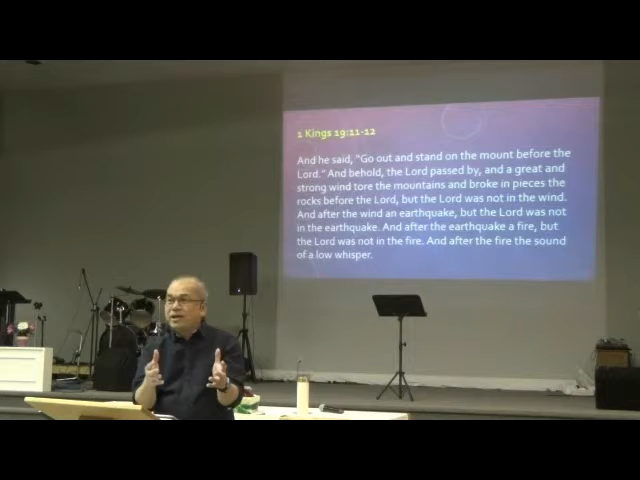 1 Kings 19:11-12
And he said, "Go out and stand on the mount before the
Lord." And behold, the Lord passed by, and a great and
strong wind tore the mountains and broke in pieces the
rocks before the Lord, but the Lord was not in the wind.
And after the wind an earthquake, but the Lord was not
in the earthquake. And after the earthquake a fire, but
the Lord was not in the fire. And after the fire the sound
of a low whisper.